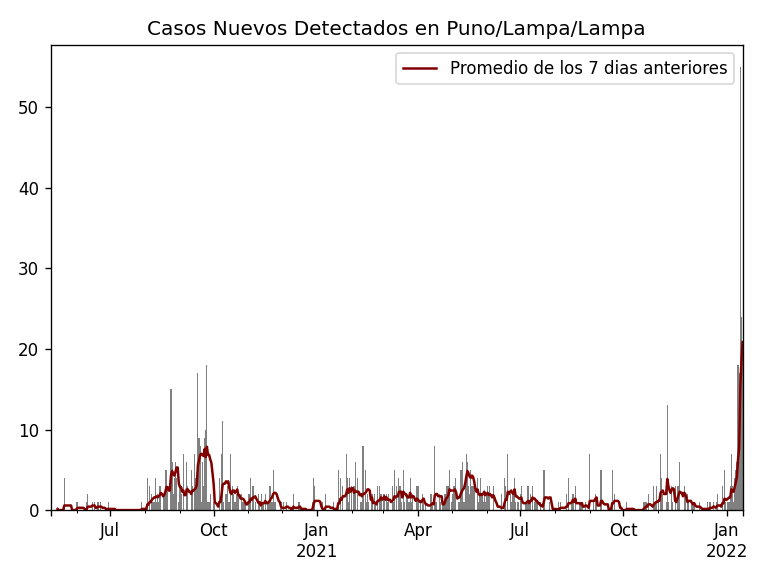 Casos Nuevos Detectados en Puno/Lampa/Lampa
Promedio de los 7 dias anteriores
50
40
30
20
10
0
Jul
Oct
Jan
2021
Apr
Jul
Oct
Jan
2022